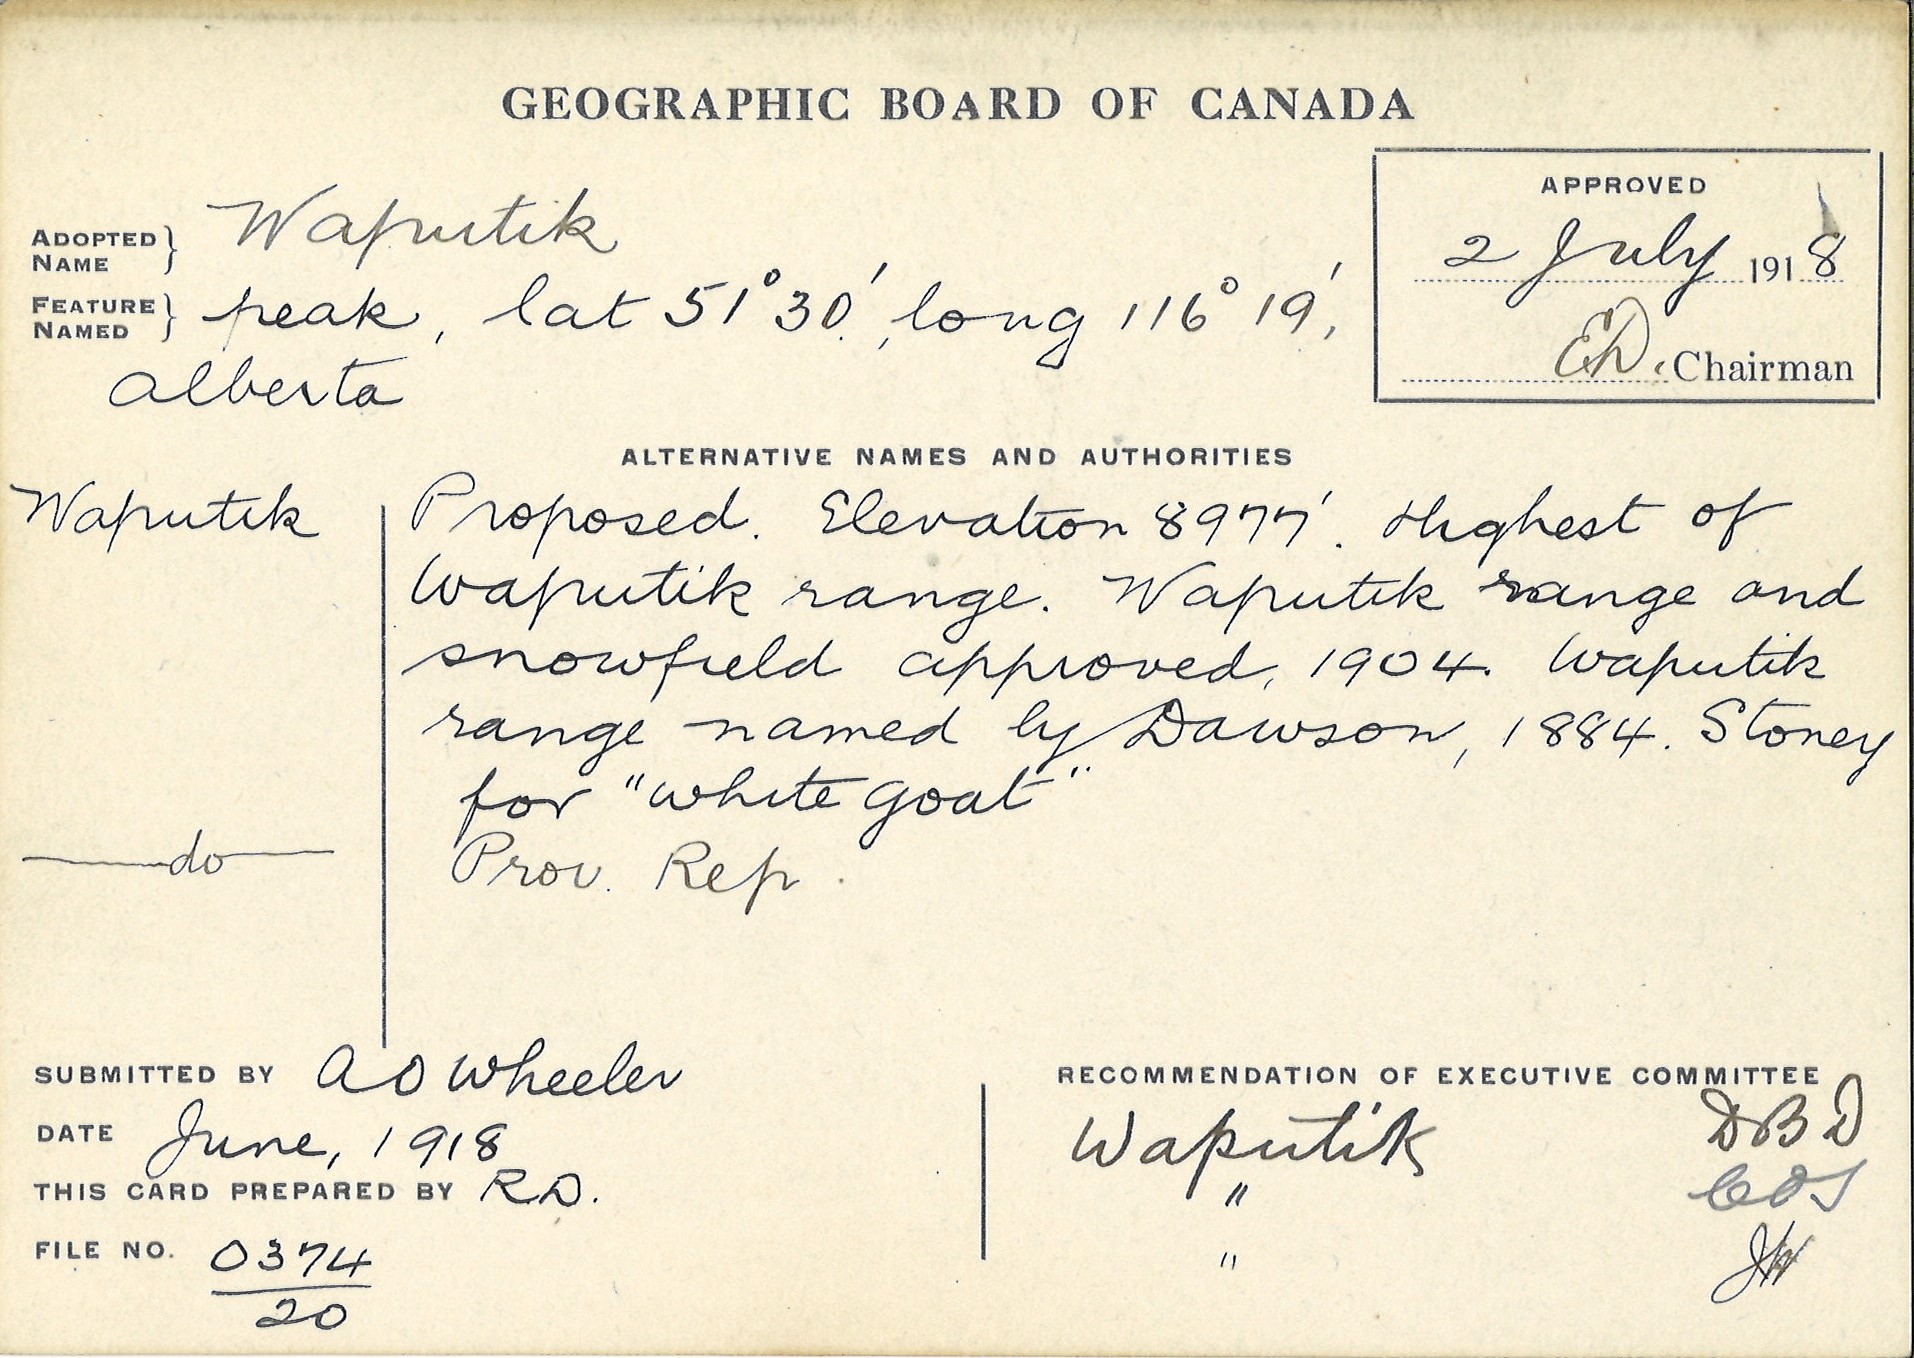 GEOGRAPHIC BOARD OF CANADA
APPROVED
2 July 1918
ED. Chairman
ADOPTED NAME } Waputik
FEATURE NAMED } peak, lat 51° 30', long 116° 19',
Alberta
ALTERNATIVE NAMES AND AUTHORITIES
Waputik Proposed. Elevation 8977'. Highest of
Waputik range. Waputik range and
snowfield approved, 1904. Waputik
range named by Dawson, 1884. Stoney
for "white goat"
do Prov. Rep.
SUBMITTED BY A O Wheeler
DATE June, 1918
THIS CARD PREPARED BY R.D.
FILE NO. 0374
20
RECOMMENDATION OF EXECUTIVE COMMITTEE
Waputik DBD
"
" JW